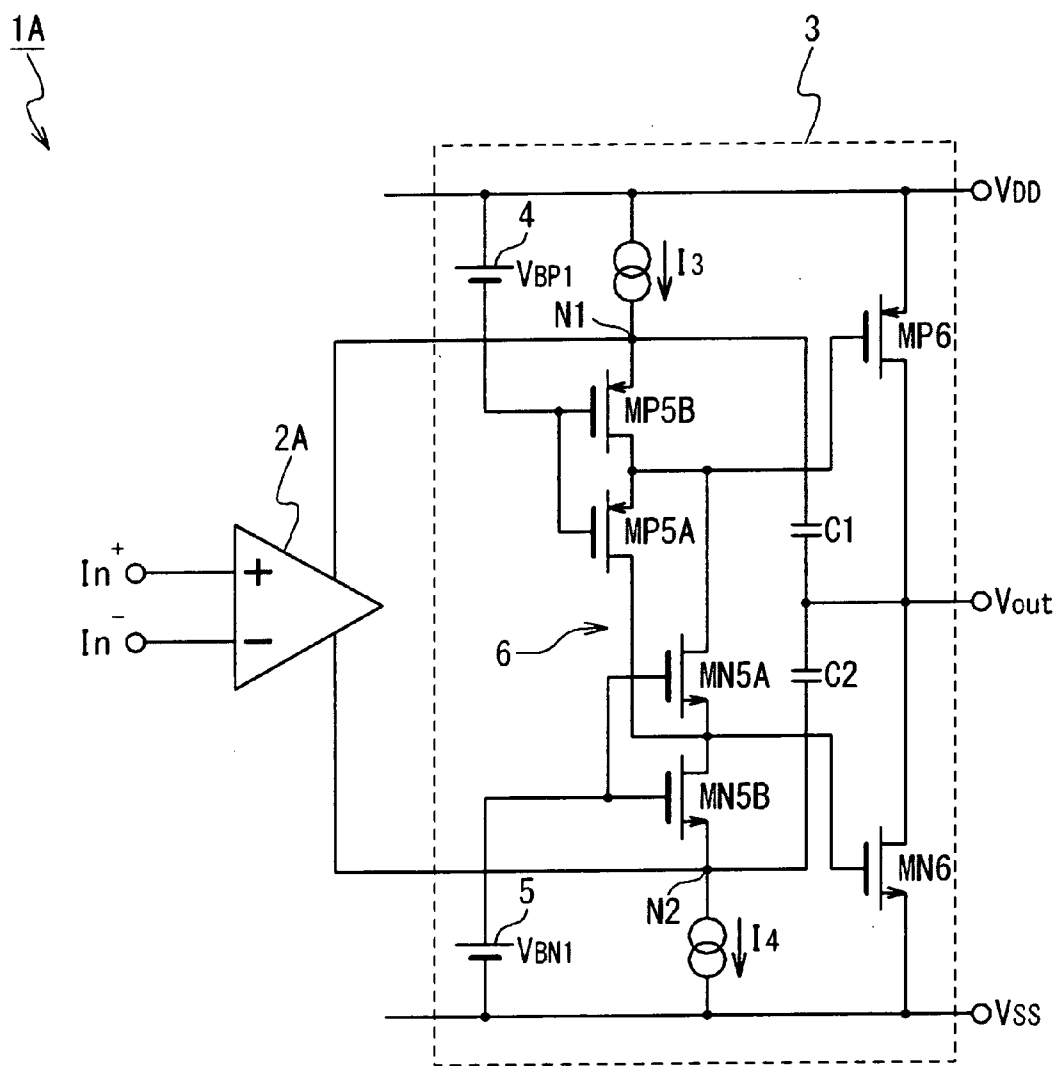 1A
3
VDD
4
VBP1
I3
N1
MP6
MP5B
2A
MP5A
C1
In+
In-
Vout
6
MN5A
C2
MN5B
MN6
5
N2
VBN1
I4
VSS
+
−